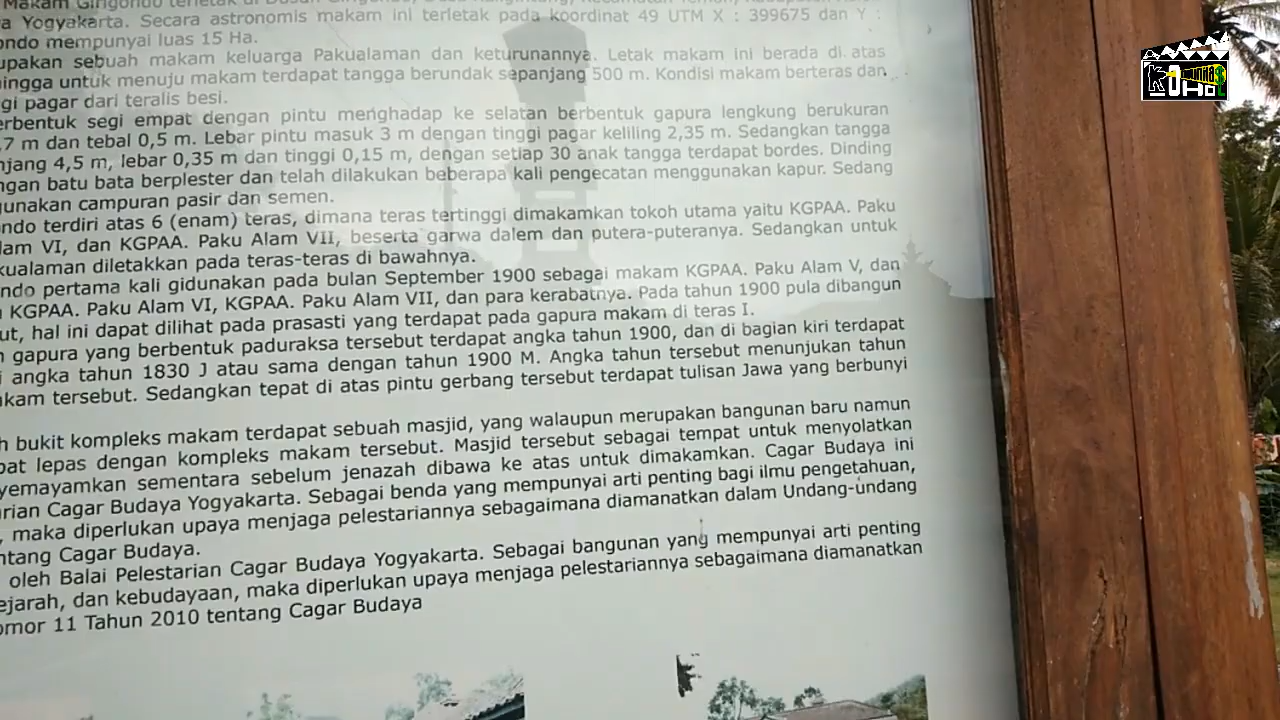 Makam Girigondo terletak di Dusun Girigondo,
a Yogyakarta. Secara astronomis makam ini terletak pada koordinat 49 UTM X : 399675 dan Y :
ondo mempunyai luas 15 Ha.
upakan sebuah makam keluarga Pakualaman dan keturunannya. Letak makam ini berada di atas
ingga untuk menuju makam terdapat tangga berundak sepanjang 500 m. Kondisi makam berteras dan
gi pagar dari teralis besi.
erbentuk segi empat dengan pintu menghadap ke selatan berbentuk gapura lengkung berukuran
,7 m dan tebal 0,5 m. Lebar pintu masuk 3 m dengan tinggi pagar keliling 2,35 m. Sedangkan tangga
njang 4,5 m, lebar 0,35 m dan tinggi 0,15 m, dengan setiap 30 anak tangga terdapat bordes. Dinding
ngan batu bata berplester dan telah dilakukan beberapa kali pengecatan menggunakan kapur. Sedang
gunakan campuran pasir dan semen.
ndo terdiri atas 6 (enam) teras, dimana teras tertinggi dimakamkan tokoh utama yaitu KGPAA. Paku
lam VI, dan KGPAA. Paku Alam VII, beserta garwa dalem dan putera-puteranya. Sedangkan untuk
kualaman diletakkan pada teras-teras di bawahnya.
ndo pertama kali gidunakan pada bulan September 1900 sebagai makam KGPAA. Paku Alam V, dan
KGPAA. Paku Alam VI, KGPAA. Paku Alam VII, dan para kerabatnya. Pada tahun 1900 pula dibangun
ut, hal ini dapat dilihat pada prasasti yang terdapat pada gapura makam di teras I.
n gapura yang berbentuk paduraksa tersebut terdapat angka tahun 1900, dan di bagian kiri terdapat
i angka tahun 1830 J atau sama dengan tahun 1900 M. Angka tahun tersebut menunjukan tahun
akam tersebut. Sedangkan tepat di atas pintu gerbang tersebut terdapat tulisan Jawa yang berbunyi
h bukit kompleks makam terdapat sebuah masjid, yang walaupun merupakan bangunan baru namun
pat lepas dengan kompleks makam tersebut. Masjid tersebut sebagai tempat untuk menyolatkan
yemayamkan sementara sebelum jenazah dibawa ke atas untuk dimakamkan. Cagar Budaya ini
arian Cagar Budaya Yogyakarta. Sebagai benda yang mempunyai arti penting bagi ilmu pengetahuan,
, maka diperlukan upaya menjaga pelestariannya sebagaimana diamanatkan dalam Undang-undang
ntang Cagar Budaya.
oleh Balai Pelestarian Cagar Budaya Yogyakarta. Sebagai bangunan yang mempunyai arti penting
ejarah, dan kebudayaan, maka diperlukan upaya menjaga pelestariannya sebagaimana diamanatkan
omor 11 Tahun 2010 tentang Cagar Budaya